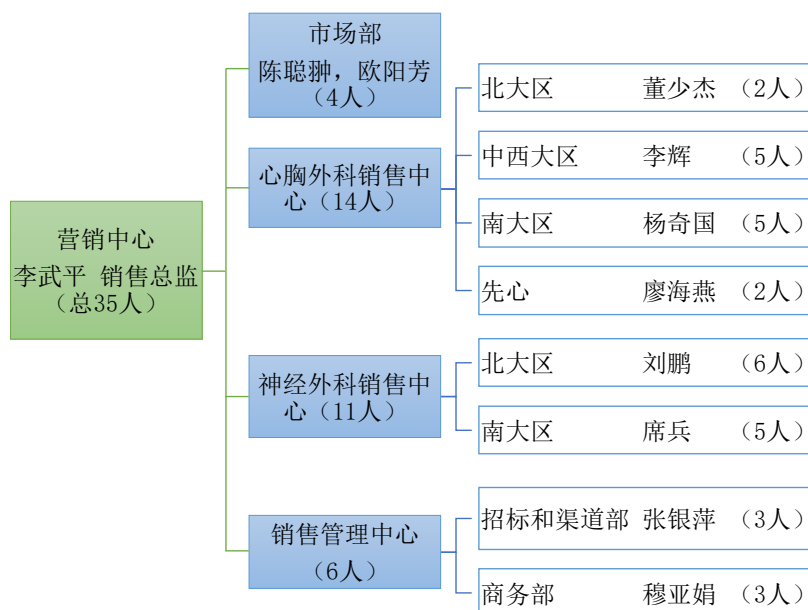 营销中心
李武平 销售总监
（总35人）
市场部
陈聪翀，欧阳芳
（4人）
心胸外科销售中
心（14人）
北大区 董少杰 （2人）
中西大区 李辉 （5人）
南大区 杨奇国 （5人）
先心 廖海燕 （2人）
神经外科销售中
心（11人）
北大区 刘鹏 （6人）
南大区 席兵 （5人）
销售管理中心
（6人）
招标和渠道部 张银萍 （3人）
商务部 穆亚娟 （3人）